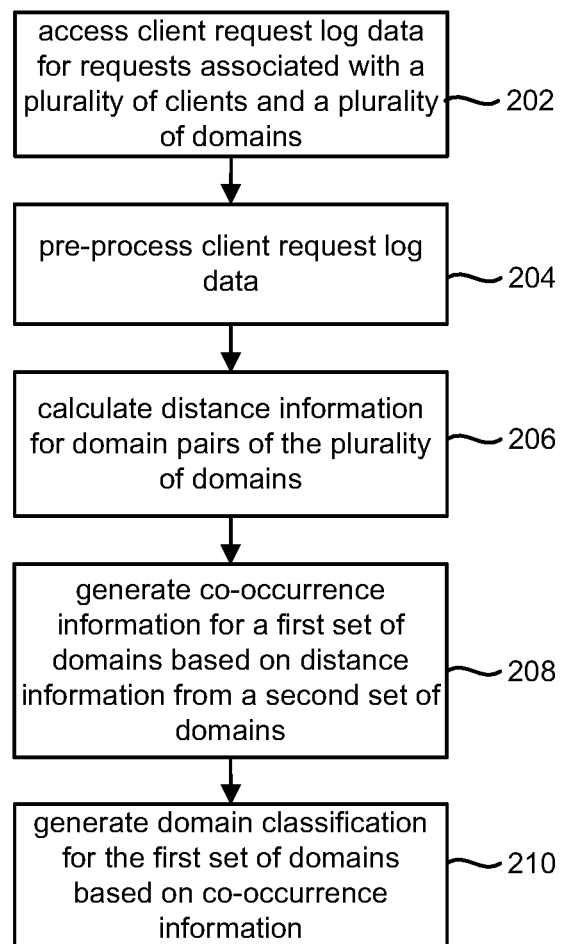 access client request log data
for requests associated with a
plurality of clients and a plurality
of domains
202
pre-process client request log
data
204
calculate distance information
for domain pairs of the plurality
of domains
206
generate co-occurrence
information for a first set of
domains based on distance
information from a second set of
domains
208
generate domain classification
for the first set of domains
based on co-occurrence
information
210